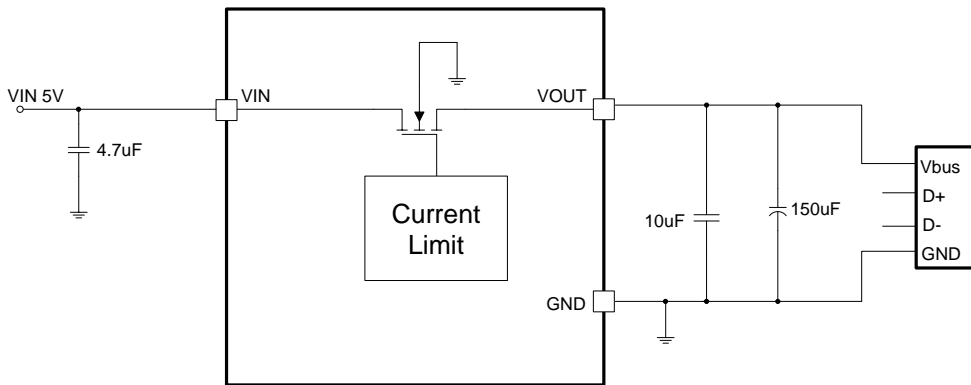 VIN 5V
4.7uF
VIN
VOUT
Current
Limit
GND
10uF
150uF
Vbus
D+
D-
GND